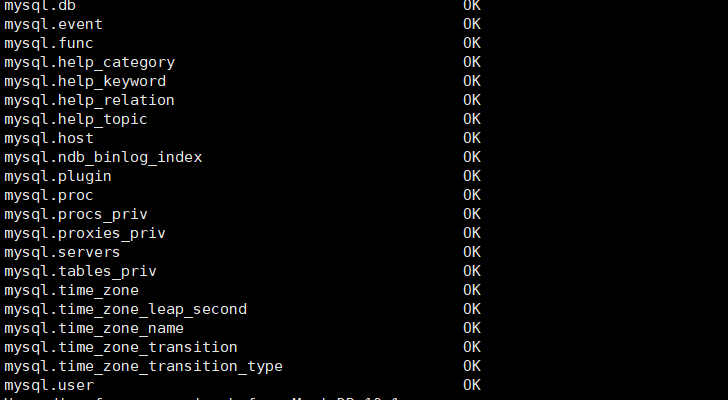 mysql.db OK
mysql.event OK
mysql.func OK
mysql.help_category OK
mysql.help_keyword OK
mysql.help_relation OK
mysql.help_topic OK
mysql.host OK
mysql.ndb_binlog_index OK
mysql.plugin OK
mysql.proc OK
mysql.procs_priv OK
mysql.proxies_priv OK
mysql.servers OK
mysql.tables_priv OK
mysql.time_zone OK
mysql.time_zone_leap_second OK
mysql.time_zone_name OK
mysql.time_zone_transition OK
mysql.time_zone_transition_type OK
mysql.user OK